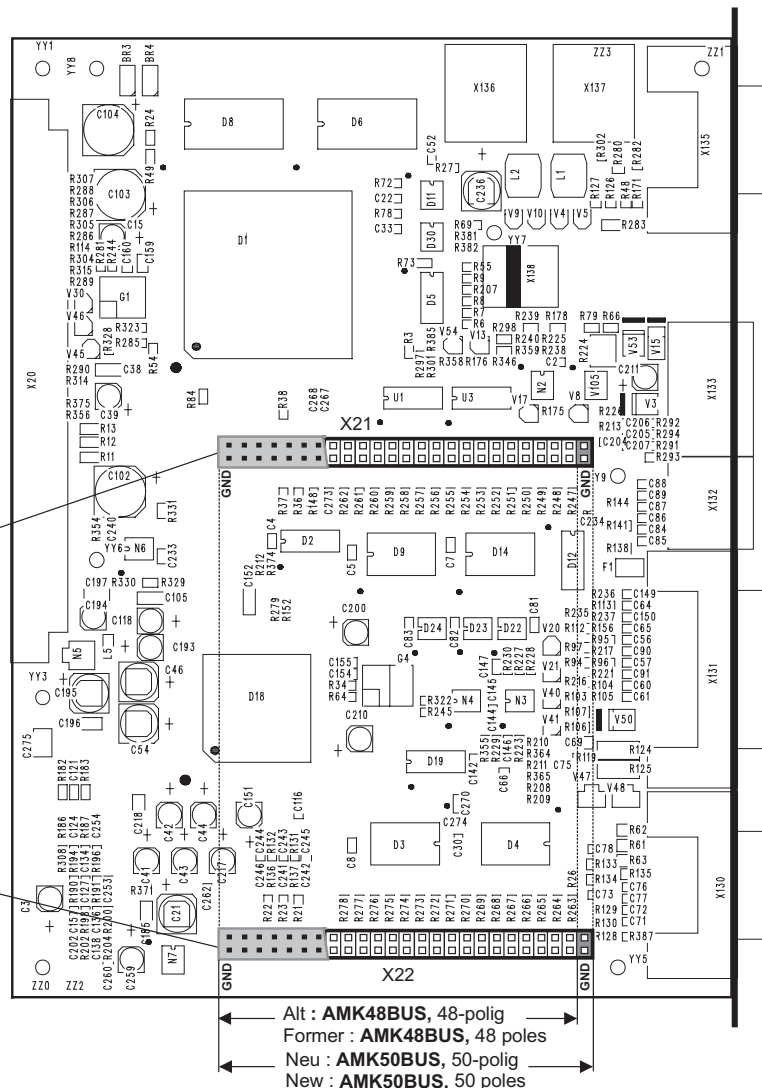 YY1
YY8
BR3
BR4
ZZ3
ZZ1
X136
X137
X135
C104
R24
R49
D8
D6
C52
R27
R302
R280
R282
L2
L1
R307
R288
R306
R287
R305
R286
R114
R304
R315
R289
C103
C15
R281
R244
C160
C159
R72
C22
R78
C33
D11
D30
C236
R127
R126
R48
R171
V9
V10
V4
V5
R283
R69
R381
R382
YY7
X138
D1
R73
D5
R55
R9
R207
R8
R7
R6
G1
V30
V46
V45
R328
R323
R285
R54
R3
R297
R301
R385
V54
R358
V13
R176
R298
R346
R239
R240
R359
R178
R225
R238
C2
R79
R66
R224
V53
V15
X20
R290
R314
C38
R375
R356
C39
R84
R38
C268
C267
U1
U3
N2
V17
R175
V8
V105
C211
V3
X133
R226
R213
C204
C206
C205
C207
R292
R294
R291
R293
R13
R12
R11
X21
GND
GND
Y9
C102
R354
C240
R331
R37
R36
R148
C273
R262
R261
R260
R259
R258
R257
R256
R255
R254
R253
R252
R251
R250
R249
R248
R247
C234
C88
C89
C87
C86
C84
C85
R144
R141
R138
X132
YY6
N6
C233
C4
D2
C5
D9
C7
D14
D12
F1
C152
R212
R374
R330
R329
C197
C194
C118
C105
R279
R152
C200
C83
D24
C82
D23
D22
C81
V20
R236
R113
R237
R156
R95
R217
R96
R221
R104
R105
C149
C64
C150
C65
C56
C90
C57
C91
C60
C61
R235
R112
R97
R94
R216
R103
R107
R106
X131
N5
L5
C193
C46
C155
C154
R34
R64
G4
C147
R230
R227
R228
V21
V40
V41
YY3
C195
C196
C54
D18
C210
R322
R245
N4
C144
C145
N3
V50
C275
R355
R229
C146
R223
R210
R364
R211
R365
R208
R209
C75
C69
R119
V47
V48
R124
R125
D19
C142
C66
R182
C121
R183
C218
C42
C44
C151
C116
C270
C274
C30
R186
C124
R187
C254
C41
C43
C217
C244
R132
C243
R131
C245
C246
R136
C241
R137
C242
C8
D3
D4
C78
R62
R61
R63
R133
R134
C73
R135
C76
C77
C72
C71
R129
R130
R128
R387
X130
R308
R194
C134
R196
R190
C127
R191
C253
R371
C262
C21
C3
C157
R198
C136
R200
C202
R202
C138
R204
C260
C259
N7
R22
R23
R21
R278
R277
R276
R275
R274
R273
R272
R271
R270
R269
R268
R267
R266
R265
R264
R263
R26
ZZ0
ZZ2
GND
X22
GND
YY5
Alt : AMK48BUS, 48-polig
Former : AMK48BUS, 48 poles
Neu : AMK50BUS, 50-polig
New : AMK50BUS, 50 poles